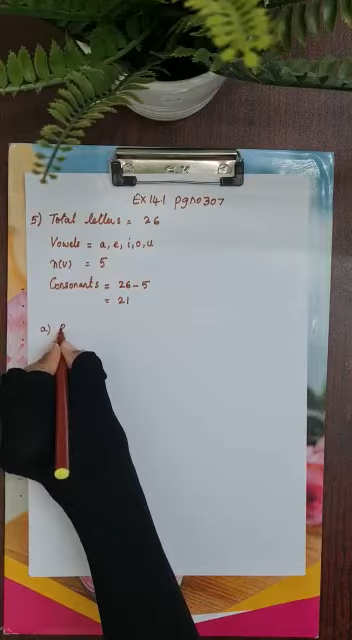 Ex 14.1 pg no 307
5) Total letters = 26
Vowels = a, e, i, o, u
n(v) = 5
Consonants = 26 - 5
= 21
a)